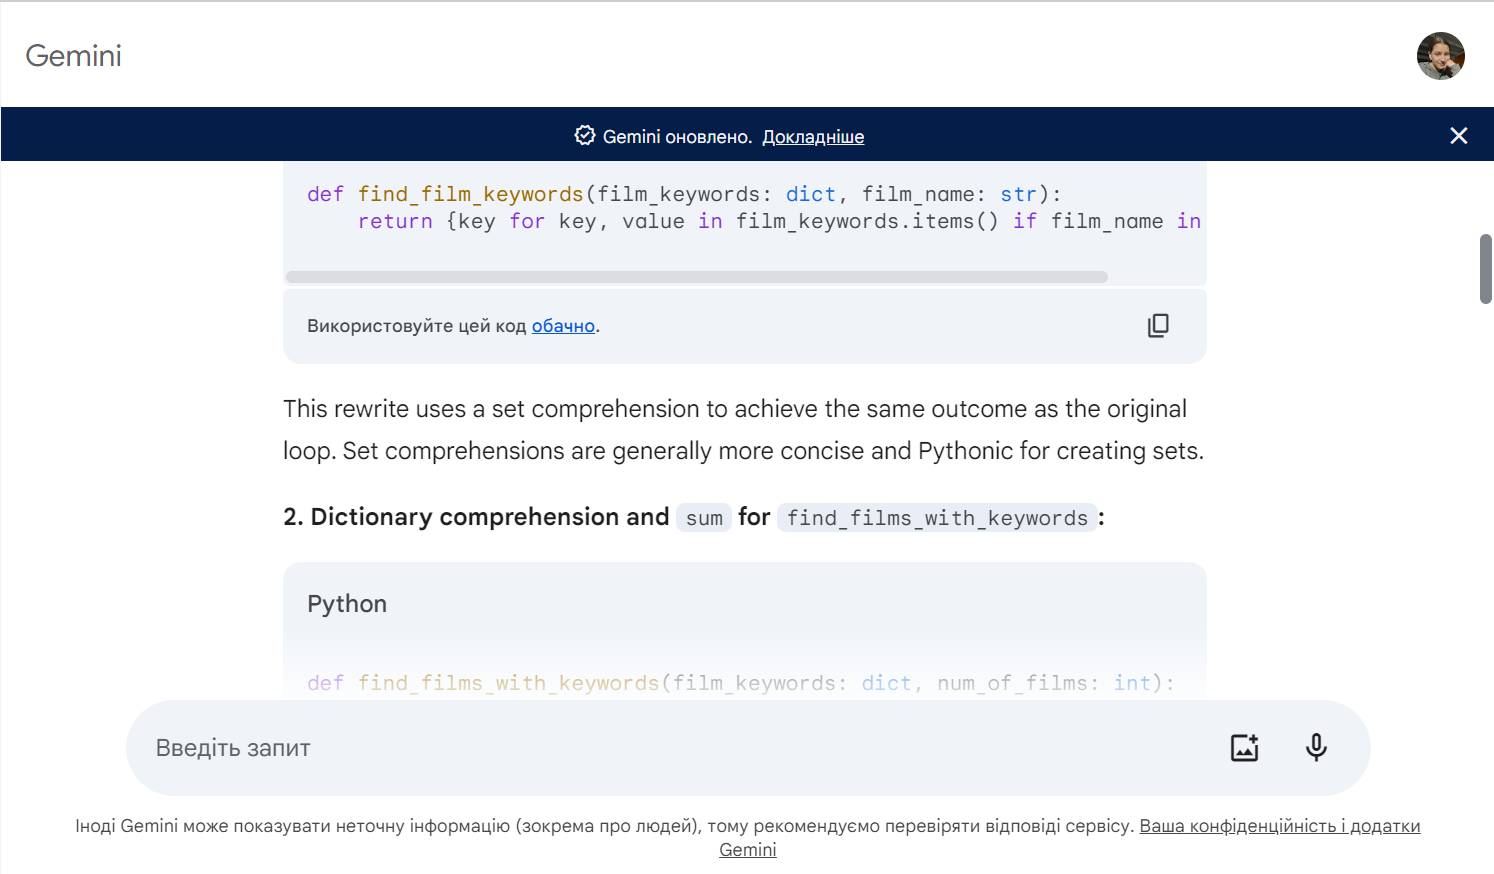 Gemini
Gemini оновлено. Докладніше
def find_film_keywords(film_keywords: dict, film_name: str):
    return {key for key, value in film_keywords.items() if film_name in
Використовуйте цей код обачно.
This rewrite uses a set comprehension to achieve the same outcome as the original
loop. Set comprehensions are generally more concise and Pythonic for creating sets.
2. Dictionary comprehension and sum for find_films_with_keywords:
Python
def find_films_with_keywords(film_keywords: dict, num_of_films: int):
Введіть запит
Іноді Gemini може показувати неточну інформацію (зокрема про людей), тому рекомендуємо перевіряти відповіді сервісу. Ваша конфіденційність і додатки
Gemini